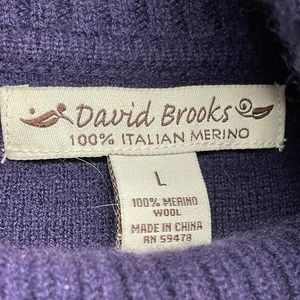 David Brooks
100% ITALIAN MERINO
L
100% MERINO
WOOL
MADE IN CHINA
RN 59478